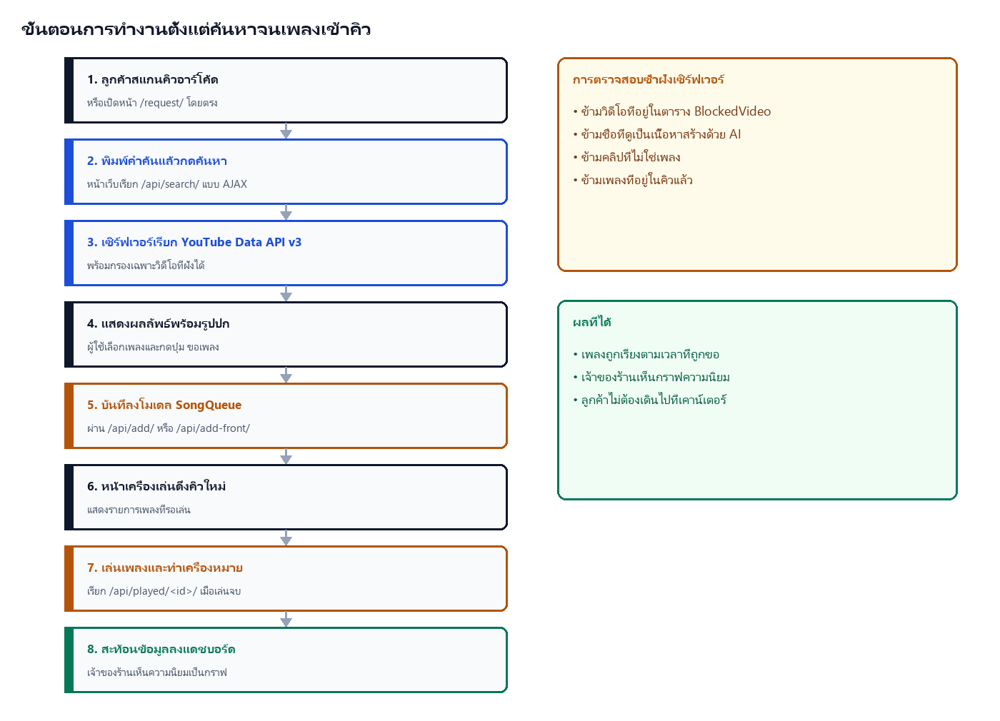 ขั้นตอนการทำงานตั้งแต่ค้นหาจนเพลงเข้าคิว
1. ลูกค้าสแกนคิวอาร์โค้ด
หรือเปิดหน้า /request/ โดยตรง
2. พิมพ์คำค้นแล้วกดค้นหา
หน้าเว็บเรียก /api/search/ แบบ AJAX
3. เซิร์ฟเวอร์เรียก YouTube Data API v3
พร้อมกรองเฉพาะวิดีโอที่ฝังได้
4. แสดงผลลัพธ์พร้อมรูปปก
ผู้ใช้เลือกเพลงและกดปุ่ม ขอเพลง
5. บันทึกลงโมเดล SongQueue
ผ่าน /api/add/ หรือ /api/add-front/
6. หน้าเครื่องเล่นดึงคิวใหม่
แสดงรายการเพลงที่รอเล่น
7. เล่นเพลงและทำเครื่องหมาย
เรียก /api/played/<id>/ เมื่อเล่นจบ
8. สะท้อนข้อมูลลงแดชบอร์ด
เจ้าของร้านเห็นความนิยมเป็นกราฟ
การตรวจสอบซ้ำฝั่งเซิร์ฟเวอร์
• ข้ามวิดีโอที่อยู่ในตาราง BlockedVideo
• ข้ามชื่อที่ดูเป็นเนื้อหาสร้างด้วย AI
• ข้ามคลิปที่ไม่ใช่เพลง
• ข้ามเพลงที่อยู่ในคิวแล้ว
ผลที่ได้
• เพลงถูกเรียงตามเวลาที่ถูกขอ
• เจ้าของร้านเห็นกราฟความนิยม
• ลูกค้าไม่ต้องเดินไปที่เคาน์เตอร์